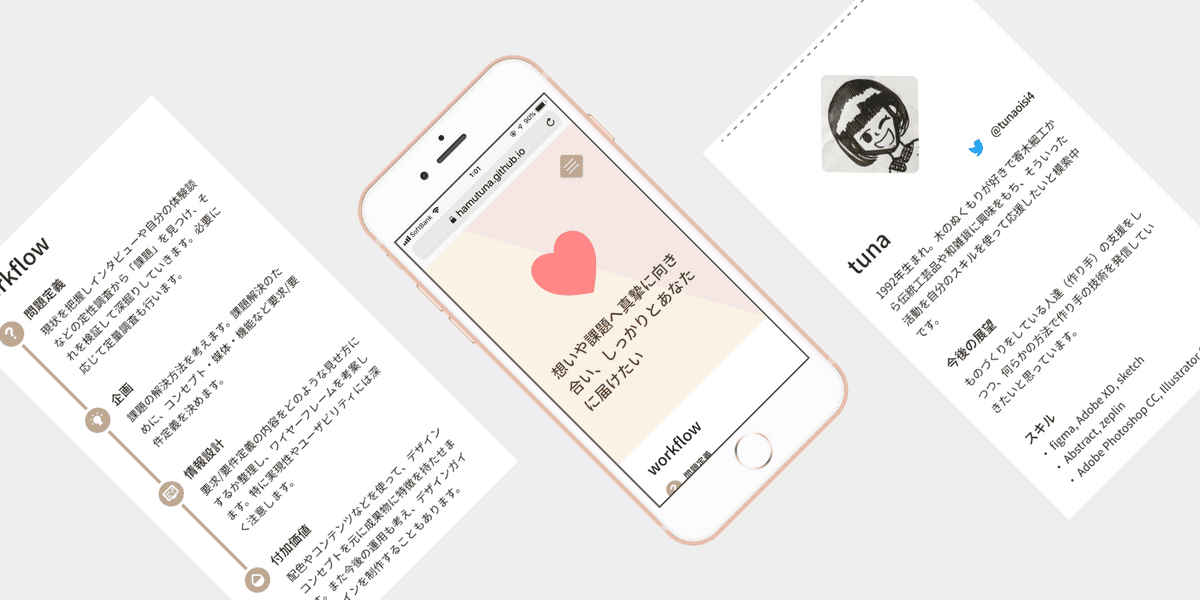 rkflow
問題定義
現状を把握しインタビューや自分の体験談
などの定性調査から「課題」を見つけ、そ
れを検証して深掘りしていきます。必要に
応じて定量調査も行います。
企画
課題の解決方法を考えます。課題解決のた
めに、コンセプト・媒体・機能など要求/要
件定義を決めます。
情報設計
要求/要件定義の内容をどのような見せ方に
するか整理し、ワイヤーフレームを考案し
ます。特に実現性やユーザビリティには深
く注意します。
付加価値
配色やコンテンツなどを使って、デザイン
コンセプトを元に成果物に特徴を持たせま
す。また今後の運用も考え、デザインガイ
インを制作することもあります。
SoftBank
1:01
90%
hamutuna.github.io
想いや課題へ真摯に向き
合い、しっかりとあなた
に届けたい
workflow
問題定義
@tunaoisi4
tuna
1992年生まれ。木のぬくもりが好きで寄木細工か
ら伝統工芸品や和雑貨に興味をもち、そういった
活動を自分のスキルを使って応援したいと模索中
です。
今後の展望
ものづくりをしている人達（作り手）の支援をし
つつ、何らかの方法で作り手の技術を発信してい
きたいと思っています。
スキル
・figma, Adobe XD, sketch
・Abstract, zeplin
・Adobe Photoshop CC, Illustrator